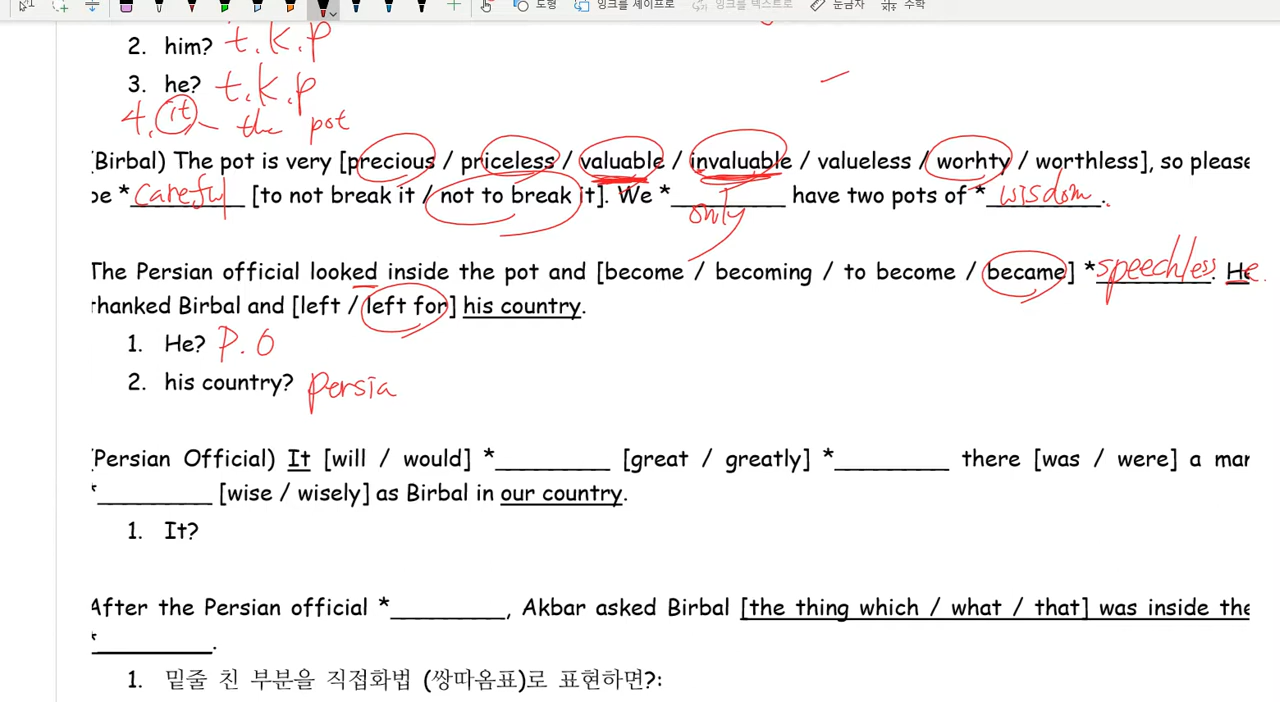 도형 잉크를 셰이프로 잉크를 텍스트로 눈금자 수학
2. him? t.k.p
3. he? t.k.p
4. it - the pot
(Birbal) The pot is very [precious / priceless / valuable / invaluable / valueless / worhty / worthless], so please
be *careful [to not break it / not to break it]. We *only have two pots of *wisdom.
The Persian official looked inside the pot and [become / becoming / to become / became] *speechless. He
thanked Birbal and [left / left for] his country.
1. He? P.O
2. his country? persia
(Persian Official) It [will / would] *_________ [great / greatly] *_________ there [was / were] a man
*_________ [wise / wisely] as Birbal in our country.
1. It?
After the Persian official *_________, Akbar asked Birbal [the thing which / what / that] was inside the
*_________.
1. 밑줄 친 부분을 직접화법 (쌍따옴표)로 표현하면?: